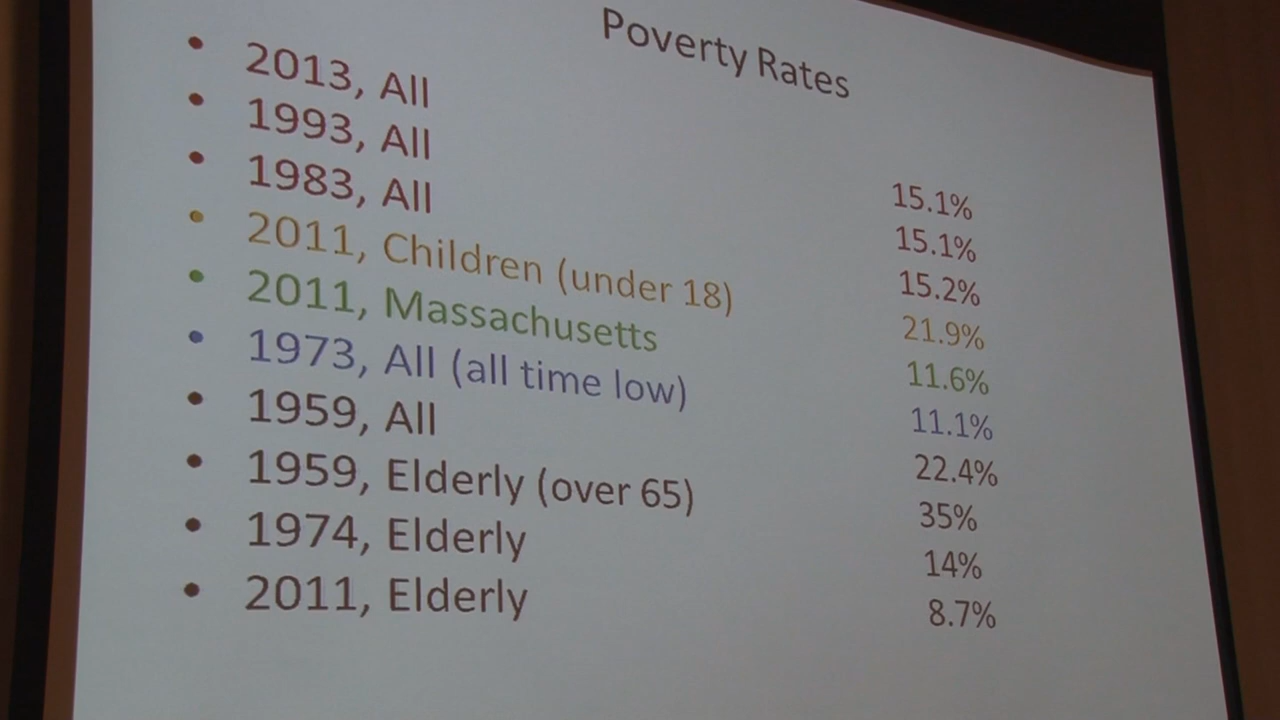 Poverty Rates
• 2013, All 15.1%
• 1993, All 15.1%
• 1983, All 15.2%
• 2011, Children (under 18) 21.9%
• 2011, Massachusetts 11.6%
• 1973, All (all time low) 11.1%
• 1959, All 22.4%
• 1959, Elderly (over 65) 35%
• 1974, Elderly 14%
• 2011, Elderly 8.7%